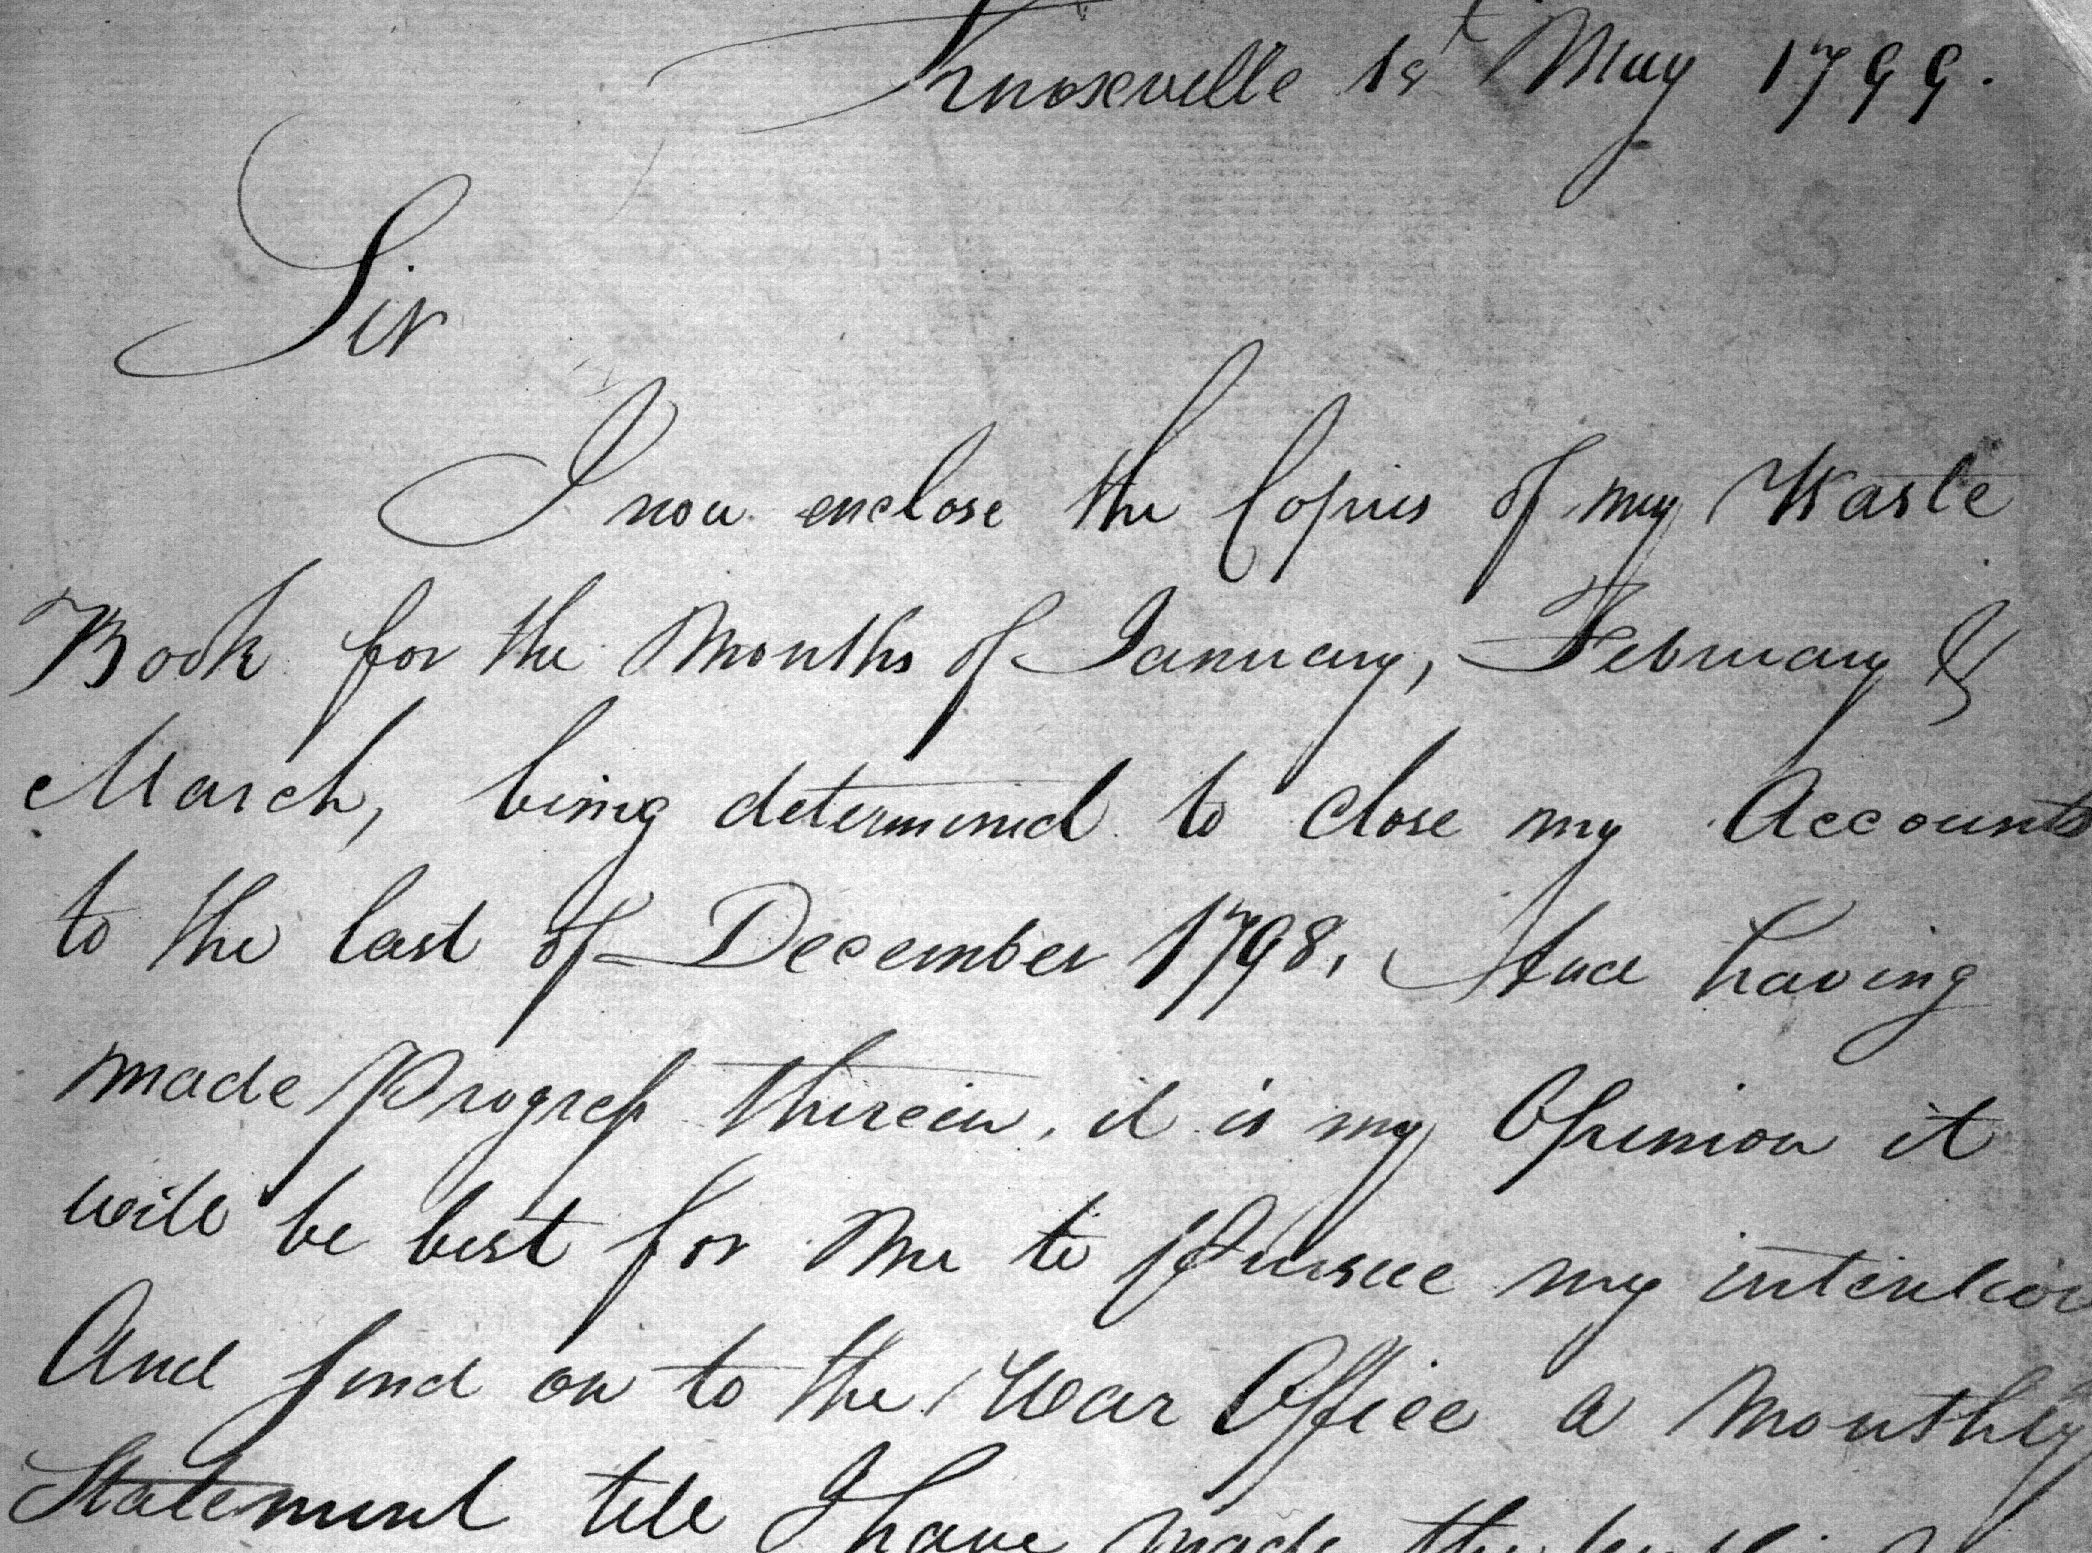 Knoxville 1st May 1799.
Sir
I now enclose the Copies of my Waste
Book for the Months of January, February &
March, being determined to close my Accounts
to the last of December 1798, & have having
made Progress therein, it is my Opinion it
will be best for me to Pursue my intention
And send on to the War Office a Monthly
Statement till I have made the